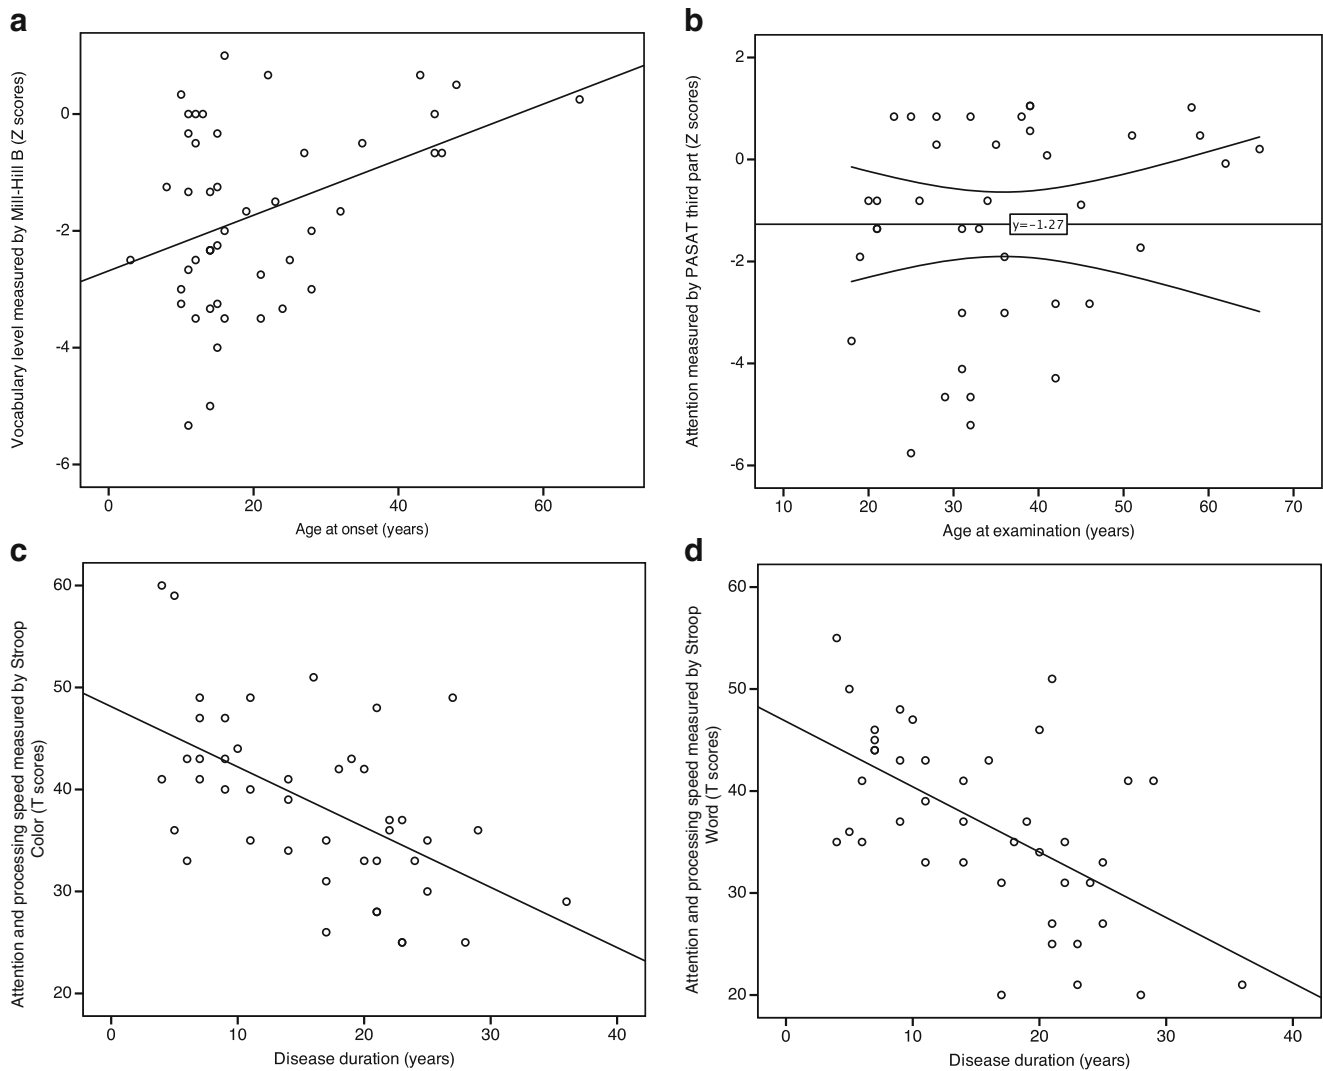 a
Vocabulary level measured by Mill-Hill B (Z scores)
0
-2
-4
-6
0 20 40 60
Age at onset (years)
b
Attention measured by PASAT third part (Z scores)
2
0
-2
-4
-6
y=-1.27
10 20 30 40 50 60 70
Age at examination (years)
c
Attention and processing speed measured by Stroop
Color (T scores)
60
50
40
30
20
0 10 20 30 40
Disease duration (years)
d
Attention and processing speed measured by Stroop
Word (T scores)
60
50
40
30
20
0 10 20 30 40
Disease duration (years)